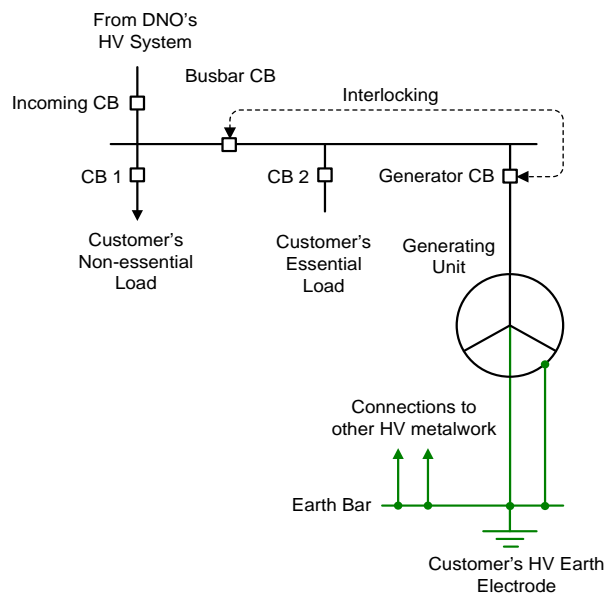 From DNO's
HV System
Busbar CB
Incoming CB
Interlocking
CB 1
CB 2
Generator CB
Customer's
Non-essential
Load
Customer's
Essential
Load
Generating
Unit
Connections to
other HV metalwork
Earth Bar
Customer's HV Earth
Electrode